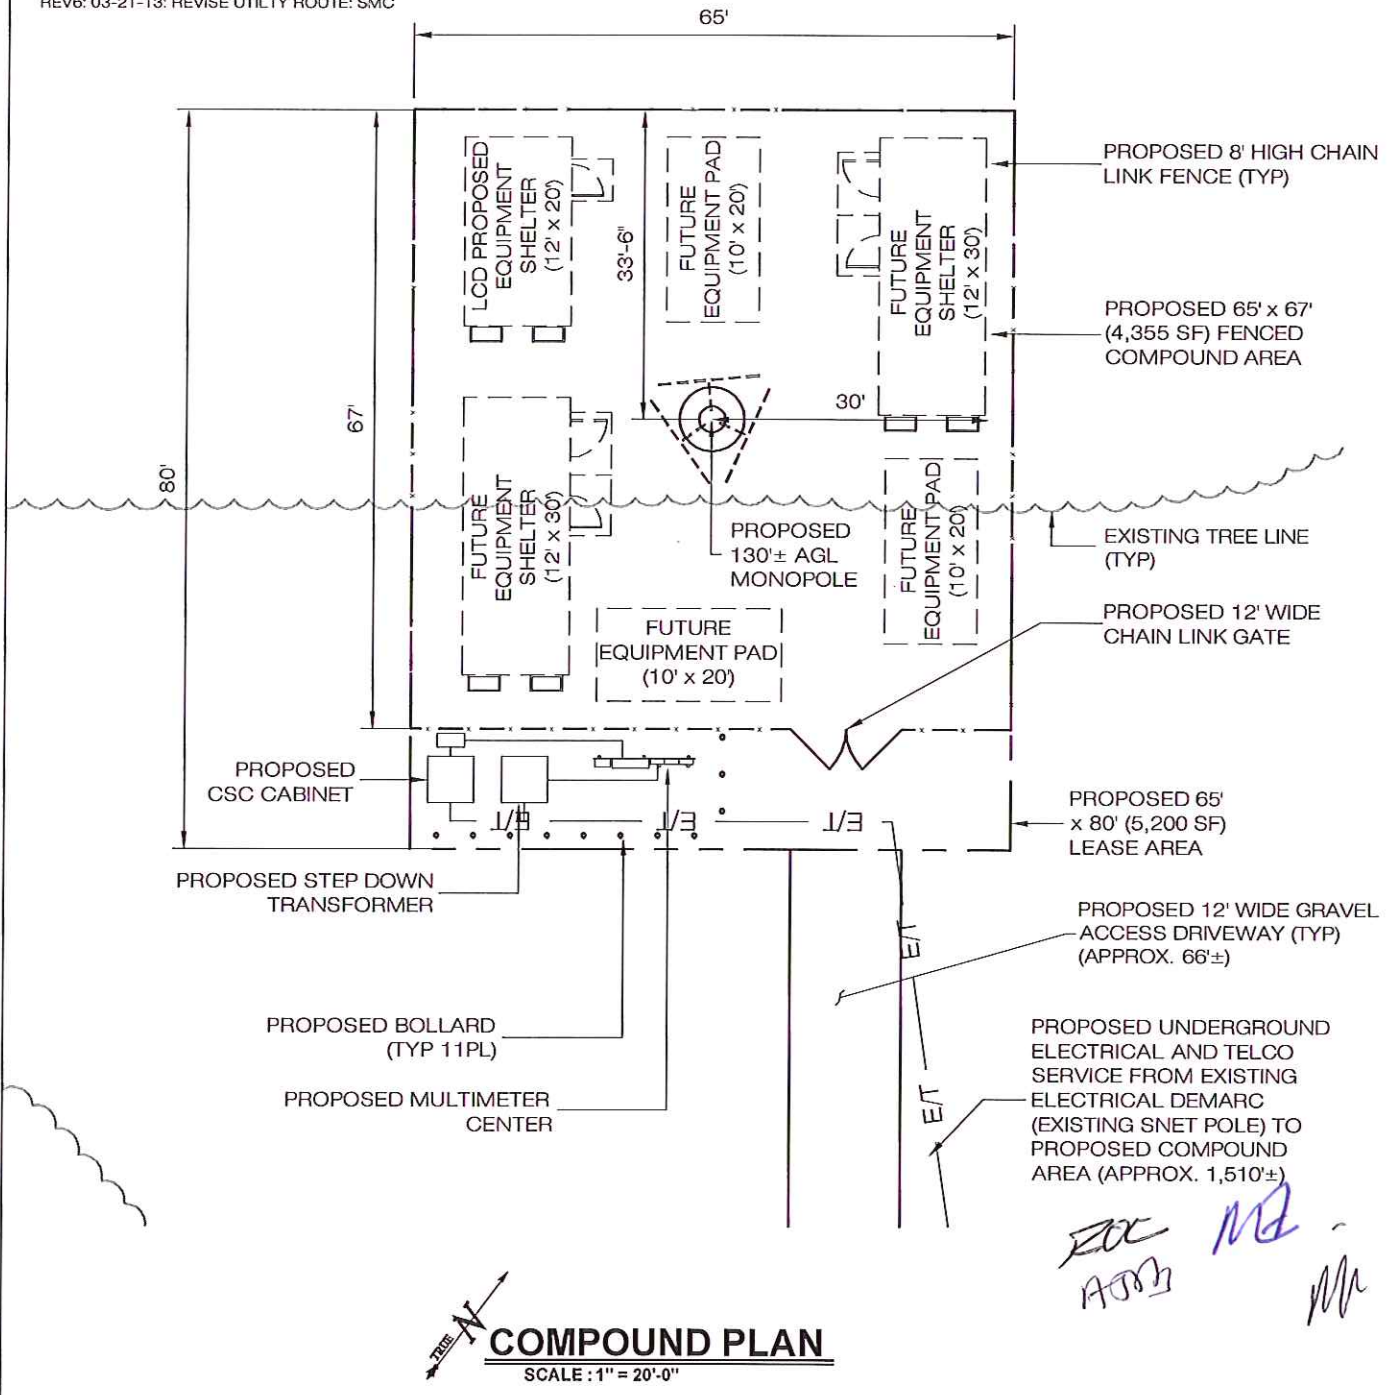 REV6: 03-21-13: REVISE UTILTY ROUTE: SMC
65'
PROPOSED 8' HIGH CHAIN
LINK FENCE (TYP)
LCD PROPOSED
EQUIPMENT
SHELTER
(12' x 20')
33'-6"
FUTURE
EQUIPMENT PAD
(10' x 20')
FUTURE
EQUIPMENT
SHELTER
(12' x 30')
PROPOSED 65' x 67'
(4,355 SF) FENCED
COMPOUND AREA
67'
30'
80'
FUTURE
EQUIPMENT
SHELTER
(12' x 30')
PROPOSED
130'± AGL
MONOPOLE
FUTURE
EQUIPMENT PAD
(10' x 20')
EXISTING TREE LINE
(TYP)
PROPOSED 12' WIDE
CHAIN LINK GATE
FUTURE
EQUIPMENT PAD
(10' x 20')
PROPOSED
CSC CABINET
E/T
E/T
E/T
PROPOSED 65'
x 80' (5,200 SF)
LEASE AREA
PROPOSED STEP DOWN
TRANSFORMER
PROPOSED 12' WIDE GRAVEL
ACCESS DRIVEWAY (TYP)
(APPROX. 66'±)
E/T
PROPOSED BOLLARD
(TYP 11PL)
PROPOSED UNDERGROUND
ELECTRICAL AND TELCO
SERVICE FROM EXISTING
ELECTRICAL DEMARC
(EXISTING SNET POLE) TO
PROPOSED COMPOUND
AREA (APPROX. 1,510'±)
E/T
PROPOSED MULTIMETER
CENTER
TRUE N
COMPOUND PLAN
SCALE : 1" = 20'-0"